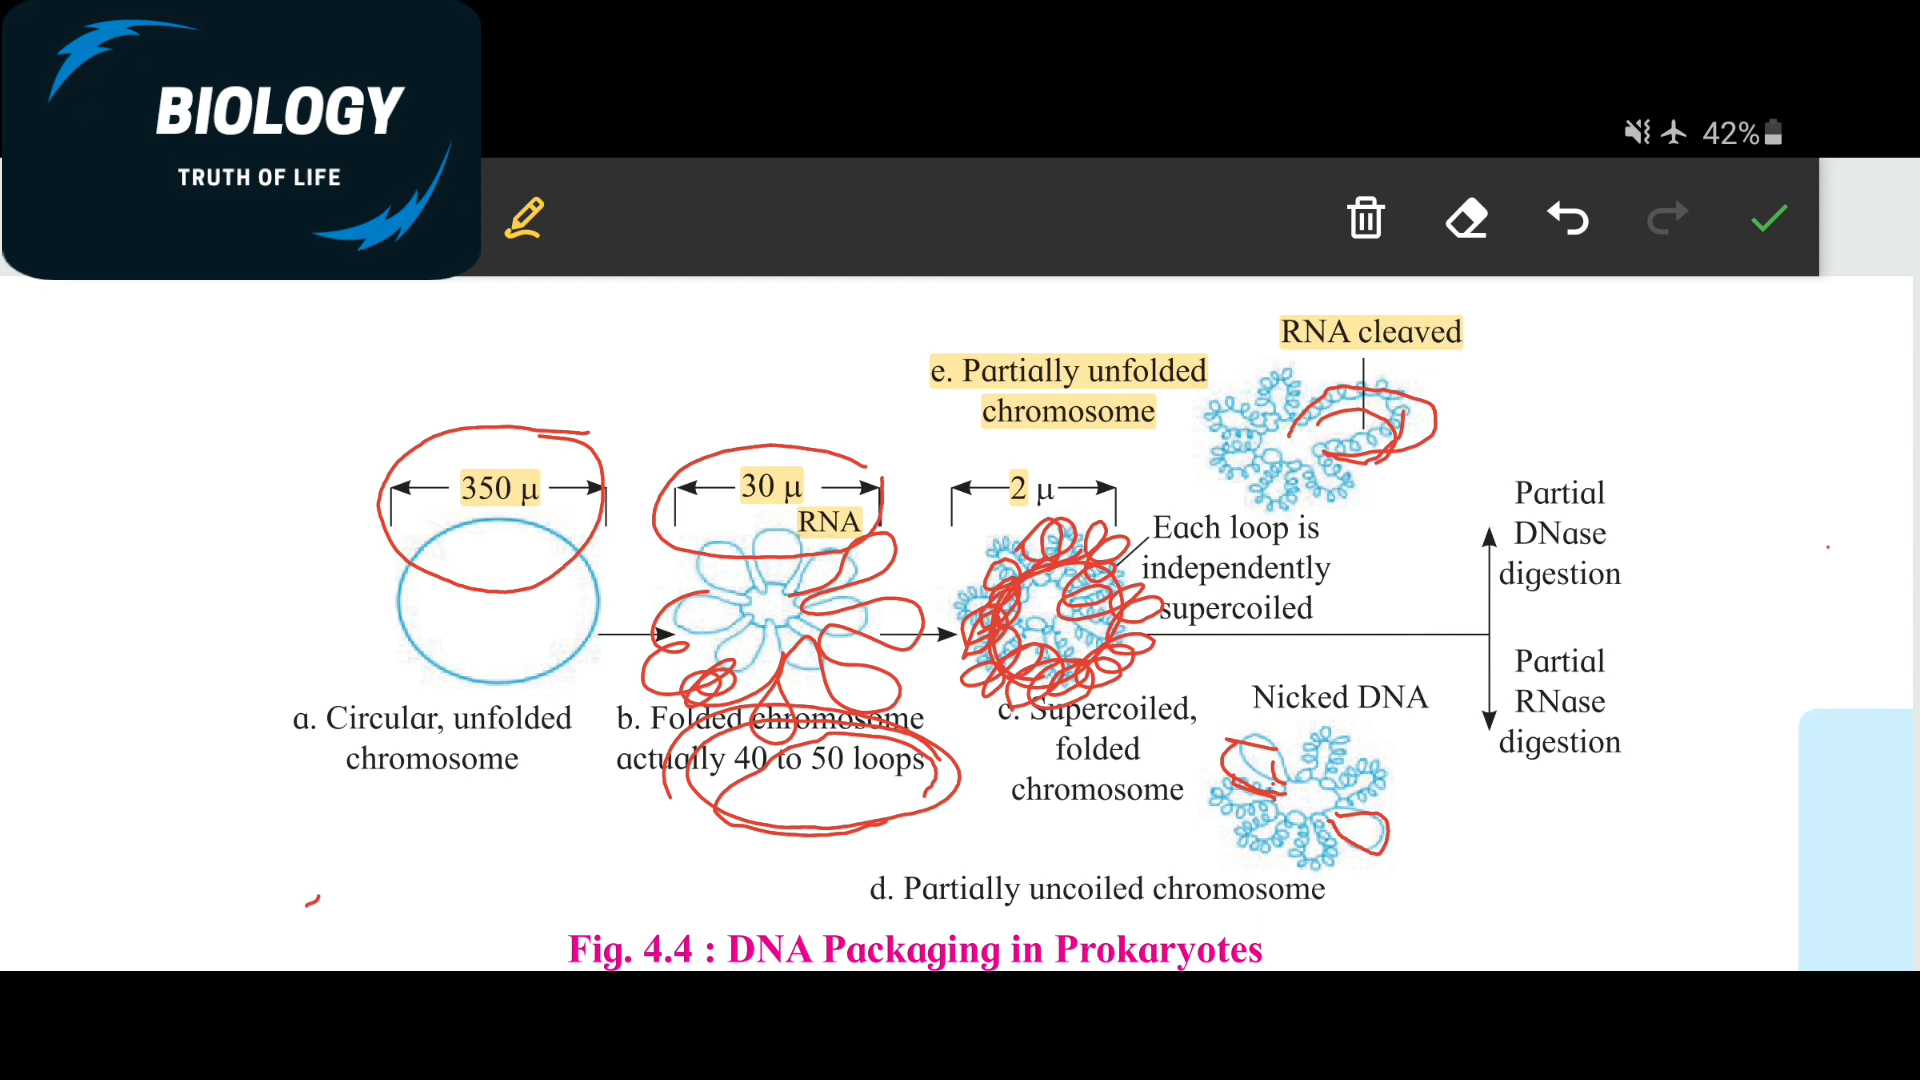 BIOLOGY
TRUTH OF LIFE
42%
RNA cleaved
e. Partially unfolded
chromosome
350 μ
30 μ
RNA
2 μ
Each loop is
independently
supercoiled
Partial
DNase
digestion
Partial
RNase
digestion
a. Circular, unfolded
chromosome
b. Folded chromosome
actually 40 to 50 loops
c. Supercoiled,
folded
chromosome
Nicked DNA
d. Partially uncoiled chromosome
Fig. 4.4 : DNA Packaging in Prokaryotes